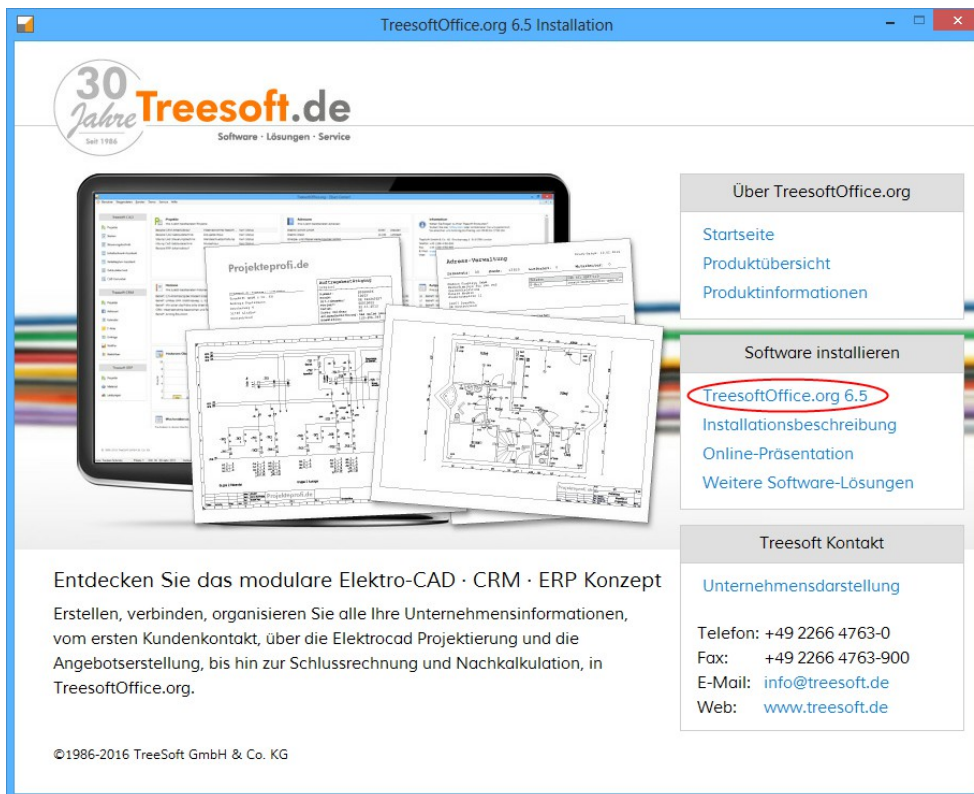 TreesoftOffice.org 6.5 Installation
30
Jahre
Seit 1986
Treesoft.de
Software · Lösungen · Service
Projekteprofi.de
Auftragsbestätigung
Adress-Verwaltung
Projekteprofi.de
Über TreesoftOffice.org
Startseite
Produktübersicht
Produktinformationen
Software installieren
TreesoftOffice.org 6.5
Installationsbeschreibung
Online-Präsentation
Weitere Software-Lösungen
Treesoft Kontakt
Unternehmensdarstellung
Telefon: +49 2266 4763-0
Fax: +49 2266 4763-900
E-Mail: info@treesoft.de
Web: www.treesoft.de
Entdecken Sie das modulare Elektro-CAD · CRM · ERP Konzept
Erstellen, verbinden, organisieren Sie alle Ihre Unternehmensinformationen,
vom ersten Kundenkontakt, über die Elektrocad Projektierung und die
Angebotserstellung, bis hin zur Schlussrechnung und Nachkalkulation, in
TreesoftOffice.org.
©1986-2016 TreeSoft GmbH & Co. KG